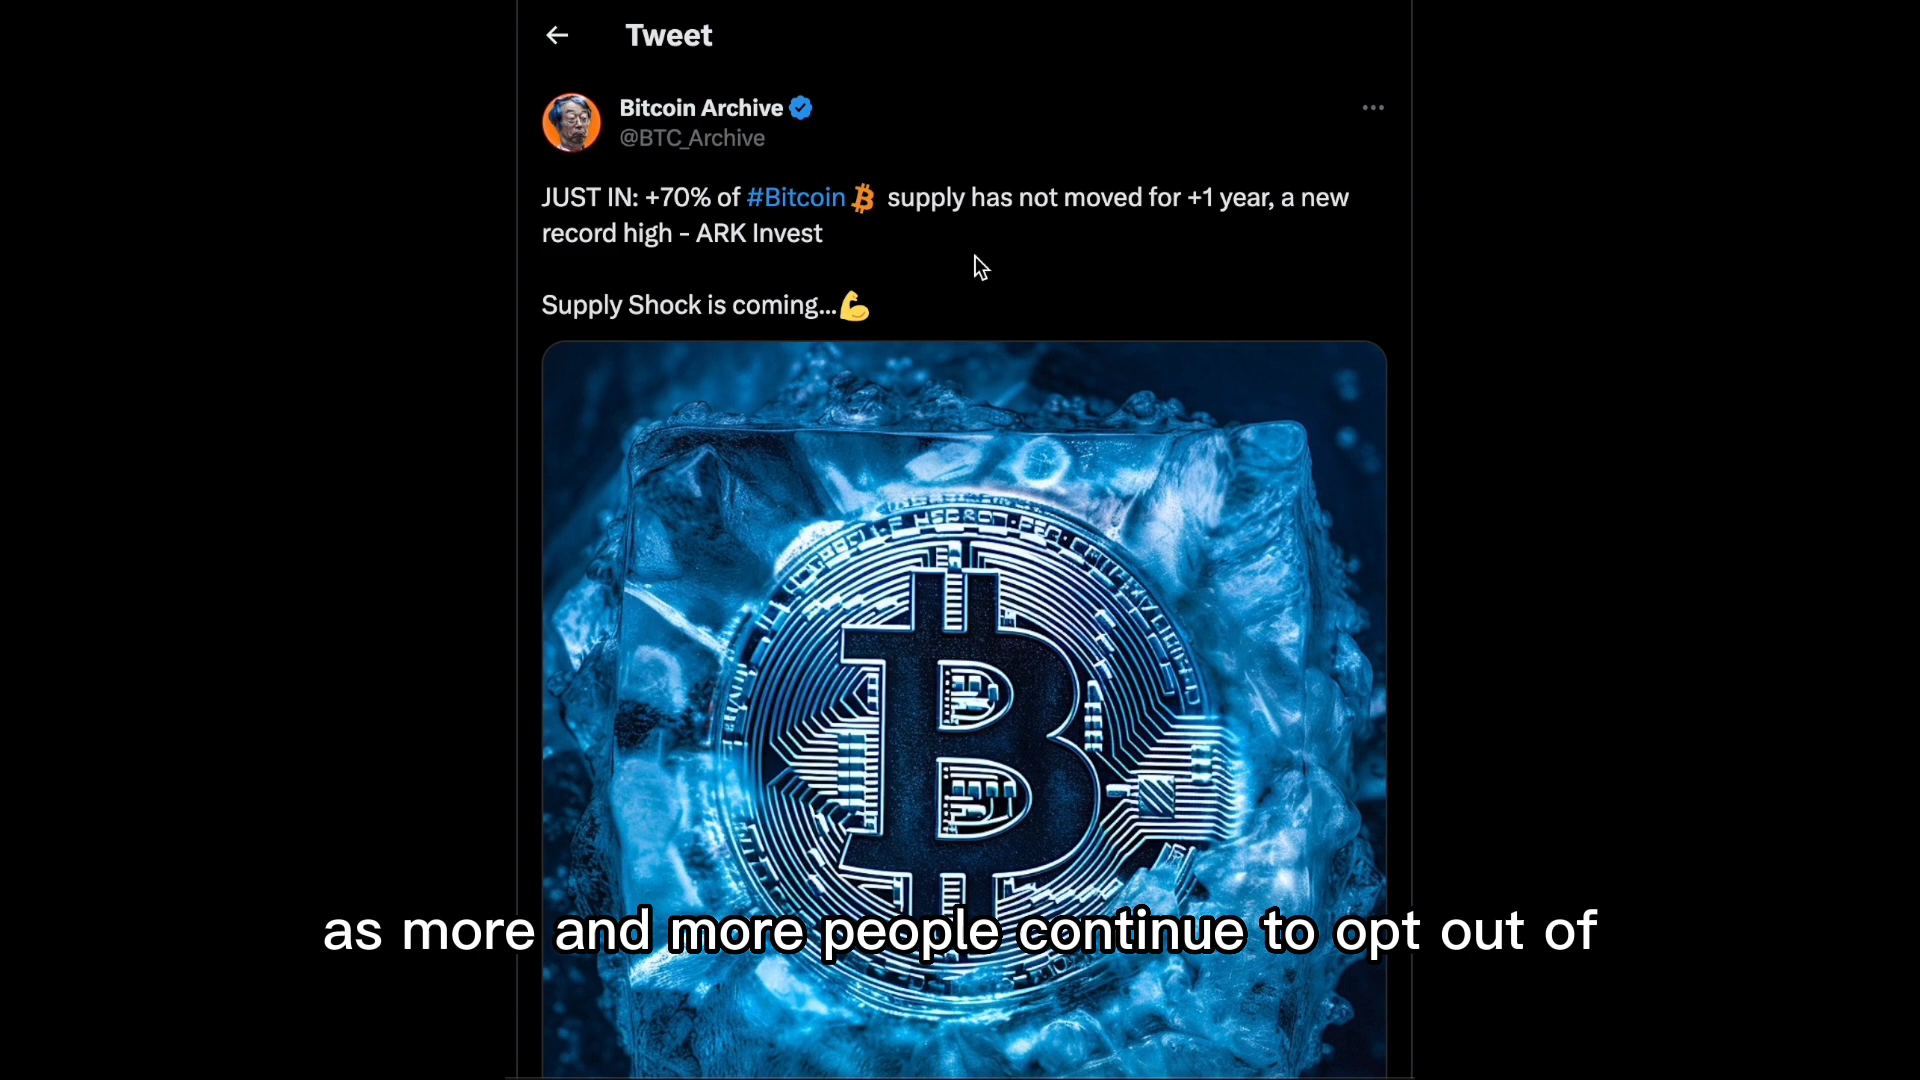 Tweet
Bitcoin Archive
@BTC_Archive
JUST IN: +70% of #Bitcoin supply has not moved for +1 year, a new
record high - ARK Invest
Supply Shock is coming...💪
as more and more people continue to opt out of